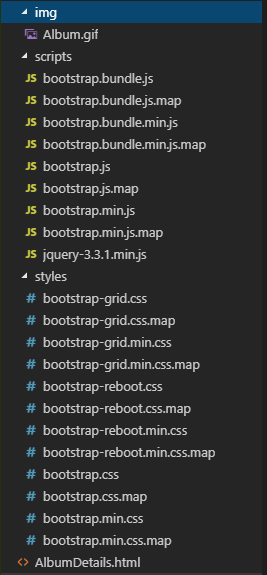 img
Album.gif
scripts
JS bootstrap.bundle.js
JS bootstrap.bundle.js.map
JS bootstrap.bundle.min.js
JS bootstrap.bundle.min.js.map
JS bootstrap.js
JS bootstrap.js.map
JS bootstrap.min.js
JS bootstrap.min.js.map
JS jquery-3.3.1.min.js
styles
# bootstrap-grid.css
# bootstrap-grid.css.map
# bootstrap-grid.min.css
# bootstrap-grid.min.css.map
# bootstrap-reboot.css
# bootstrap-reboot.css.map
# bootstrap-reboot.min.css
# bootstrap-reboot.min.css.map
# bootstrap.css
# bootstrap.css.map
# bootstrap.min.css
# bootstrap.min.css.map
<> AlbumDetails.html